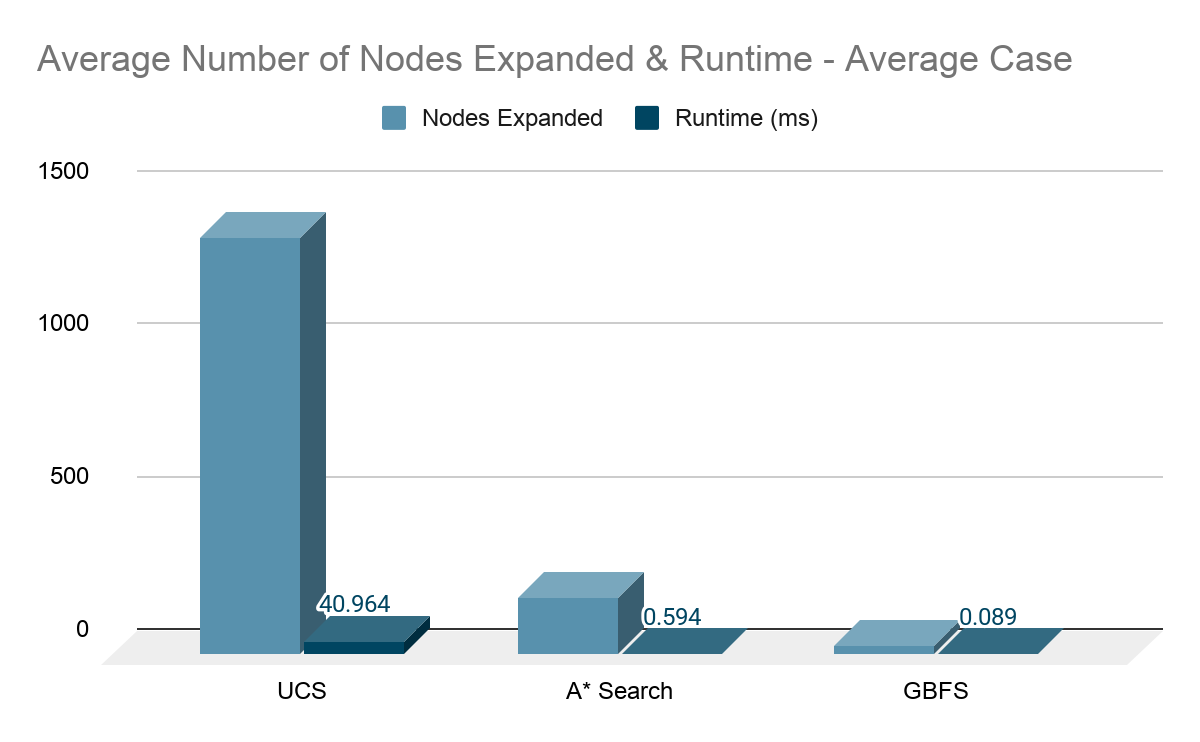 Average Number of Nodes Expanded & Runtime - Average Case
Nodes Expanded Runtime (ms)
1500
1000
500
0
40.964
0.594
0.089
UCS A* Search GBFS